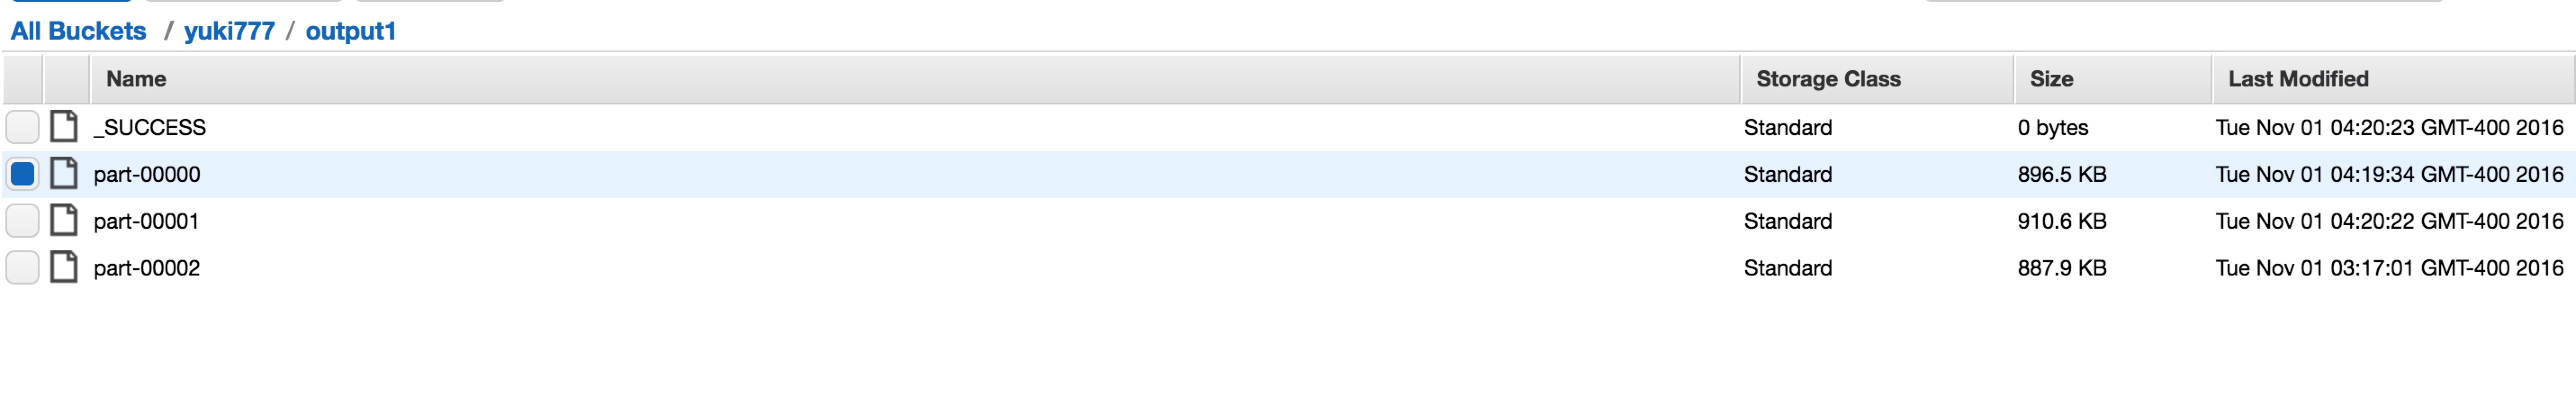 All Buckets / yuki777 / output1
Name Storage Class Size Last Modified
_SUCCESS Standard 0 bytes Tue Nov 01 04:20:23 GMT-400 2016
part-00000 Standard 896.5 KB Tue Nov 01 04:19:34 GMT-400 2016
part-00001 Standard 910.6 KB Tue Nov 01 04:20:22 GMT-400 2016
part-00002 Standard 887.9 KB Tue Nov 01 03:17:01 GMT-400 2016